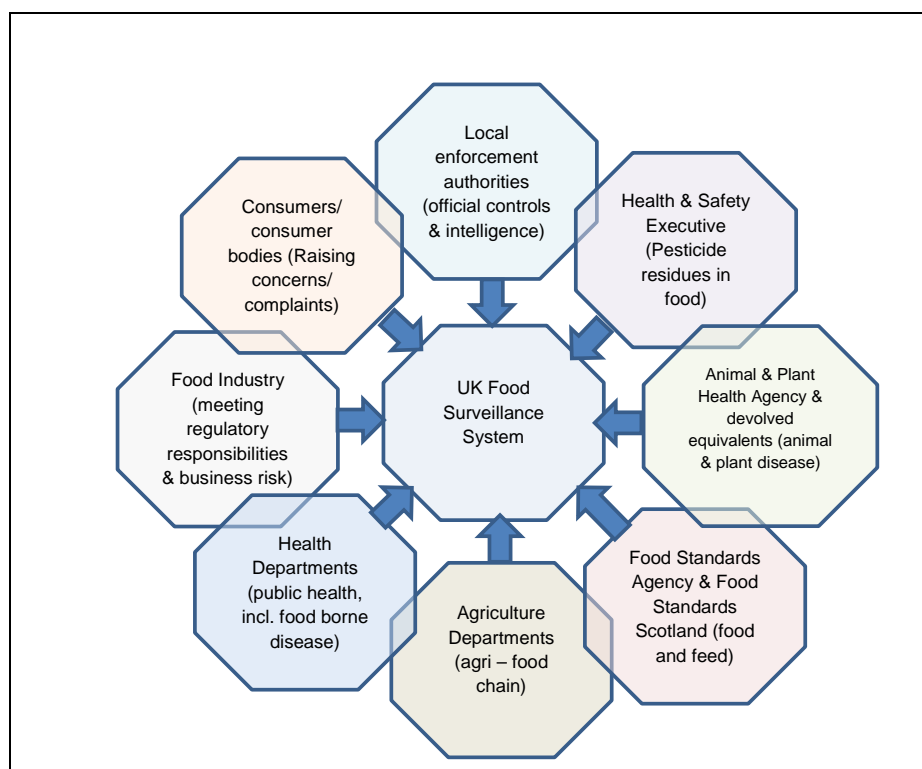 Local
enforcement
authorities
(official controls
& intelligence)
Health & Safety
Executive
(Pesticide
residues in
food)
Consumers/
consumer
bodies (Raising
concerns/
complaints)
Food Industry
(meeting
regulatory
responsibilities
& business risk)
UK Food
Surveillance
System
Animal & Plant
Health Agency &
devolved
equivalents (animal
& plant disease)
Health
Departments
(public health,
incl. food borne
disease)
Agriculture
Departments
(agri – food
chain)
Food Standards
Agency & Food
Standards
Scotland (food
and feed)